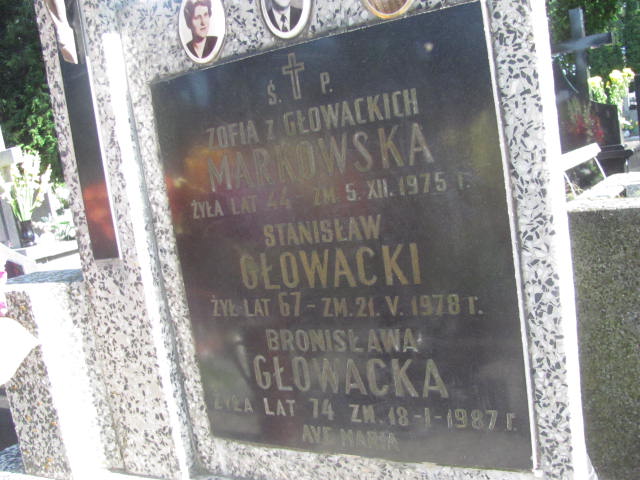 Ś. P.
ZOFIA z GŁOWACKICH
MARKOWSKA
ŻYŁA LAT 44 - ZM. 5. XII. 1975 r.
STANISŁAW
GŁOWACKI
ŻYŁ LAT 67 - ZM. 21. V. 1978 r.
BRONISŁAWA
GŁOWACKA
ŻYŁA LAT 74 ZM. 18-I-1987 r.
AVE MARIA